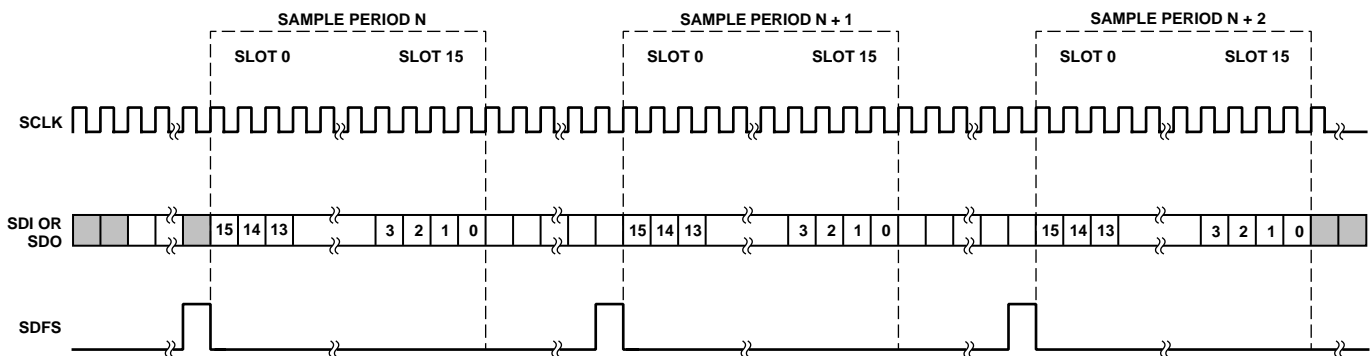 SAMPLE PERIOD N SAMPLE PERIOD N + 1 SAMPLE PERIOD N + 2
SLOT 0 SLOT 15 SLOT 0 SLOT 15 SLOT 0 SLOT 15
SCLK
SDI OR
SDO
15 14 13 3 2 1 0 15 14 13 3 2 1 0 15 14 13 3 2 1 0
SDFS